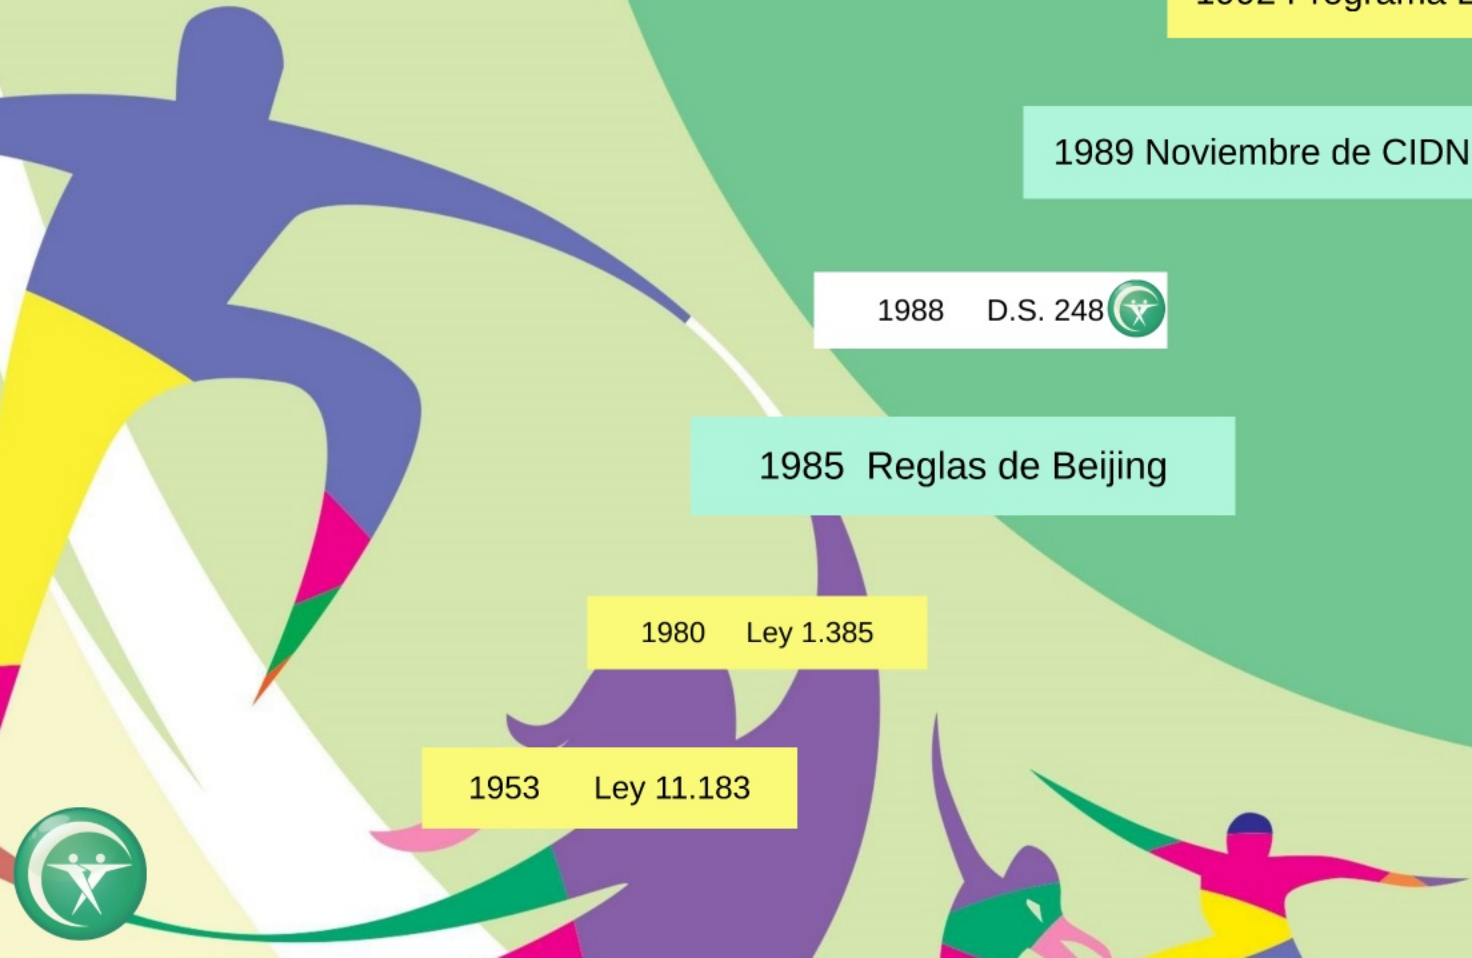 1989 Noviembre de CIDN
1988 D.S. 248
1985 Reglas de Beijing
1980 Ley 1.385
1953 Ley 11.183